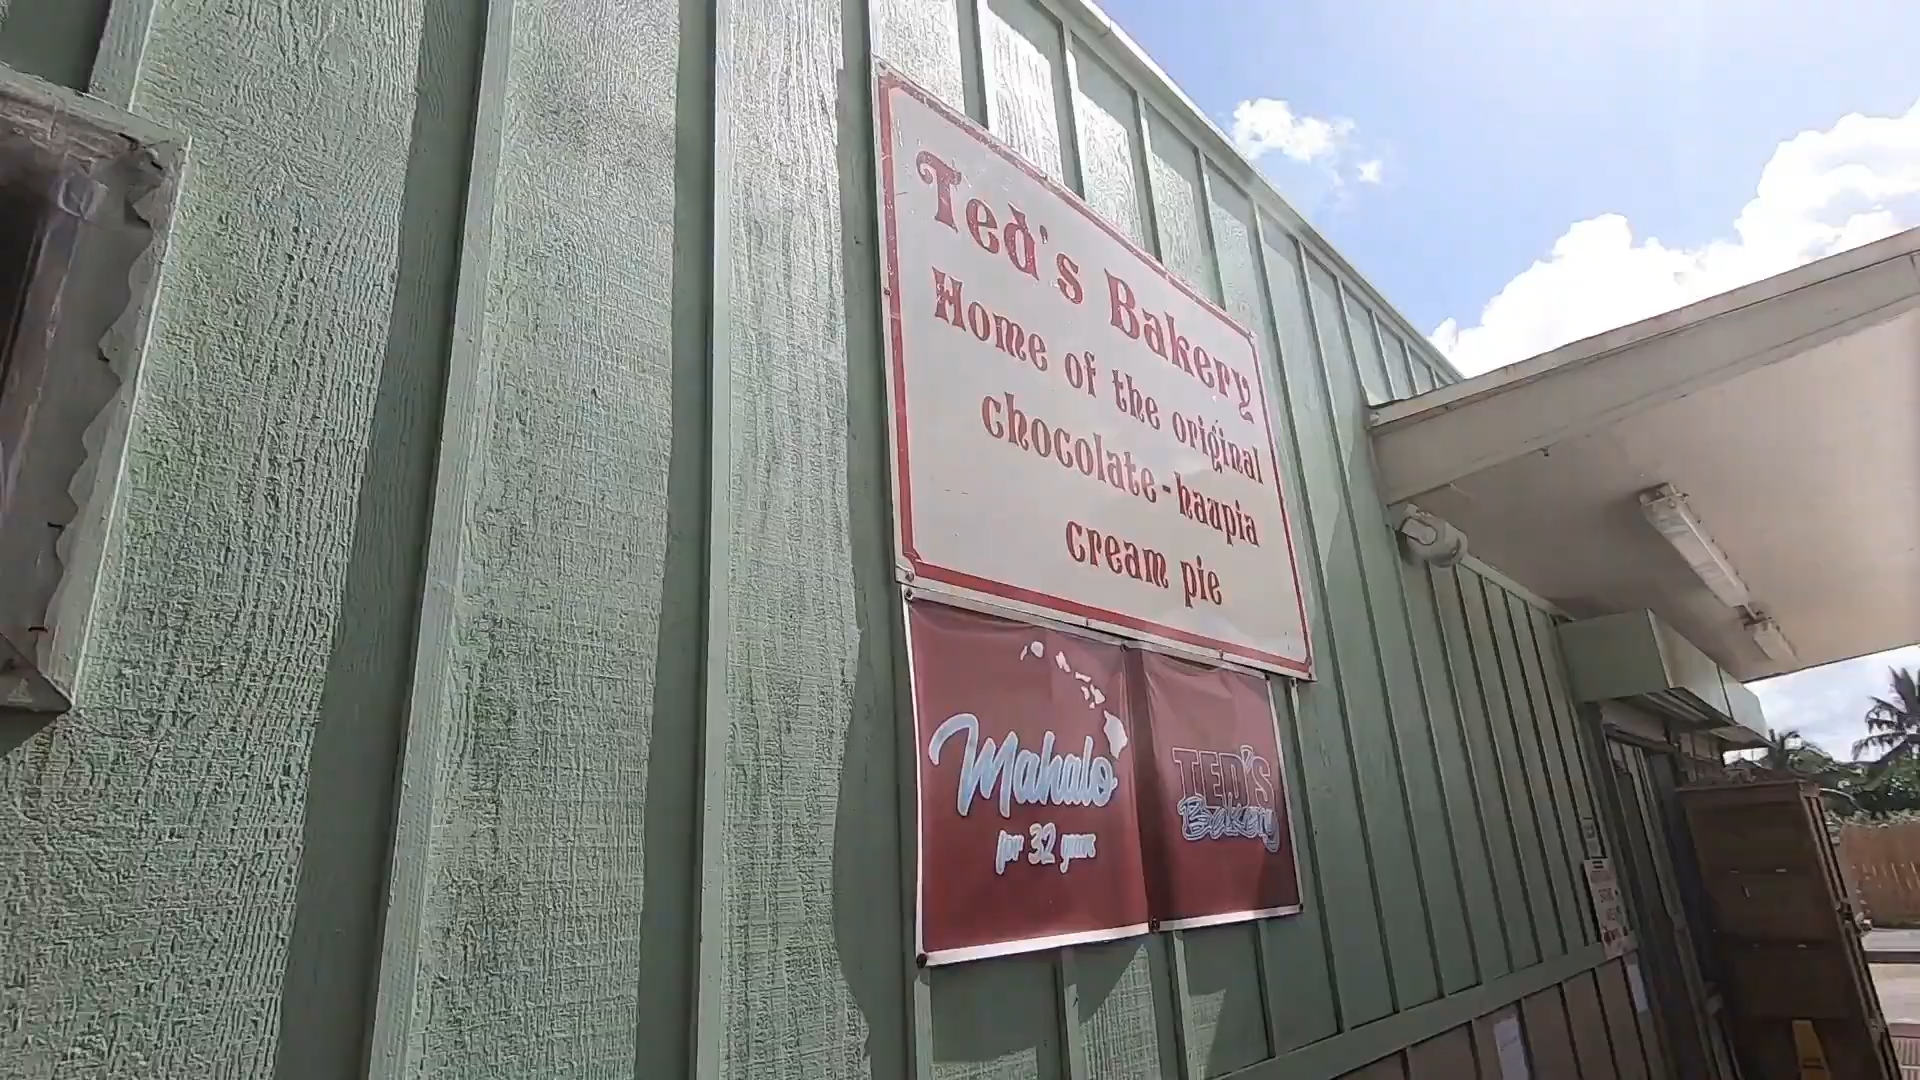 Ted's Bakery
Home of the original
chocolate-haupia
cream pie
Mahalo
for 32 years
TED'S
Bakery